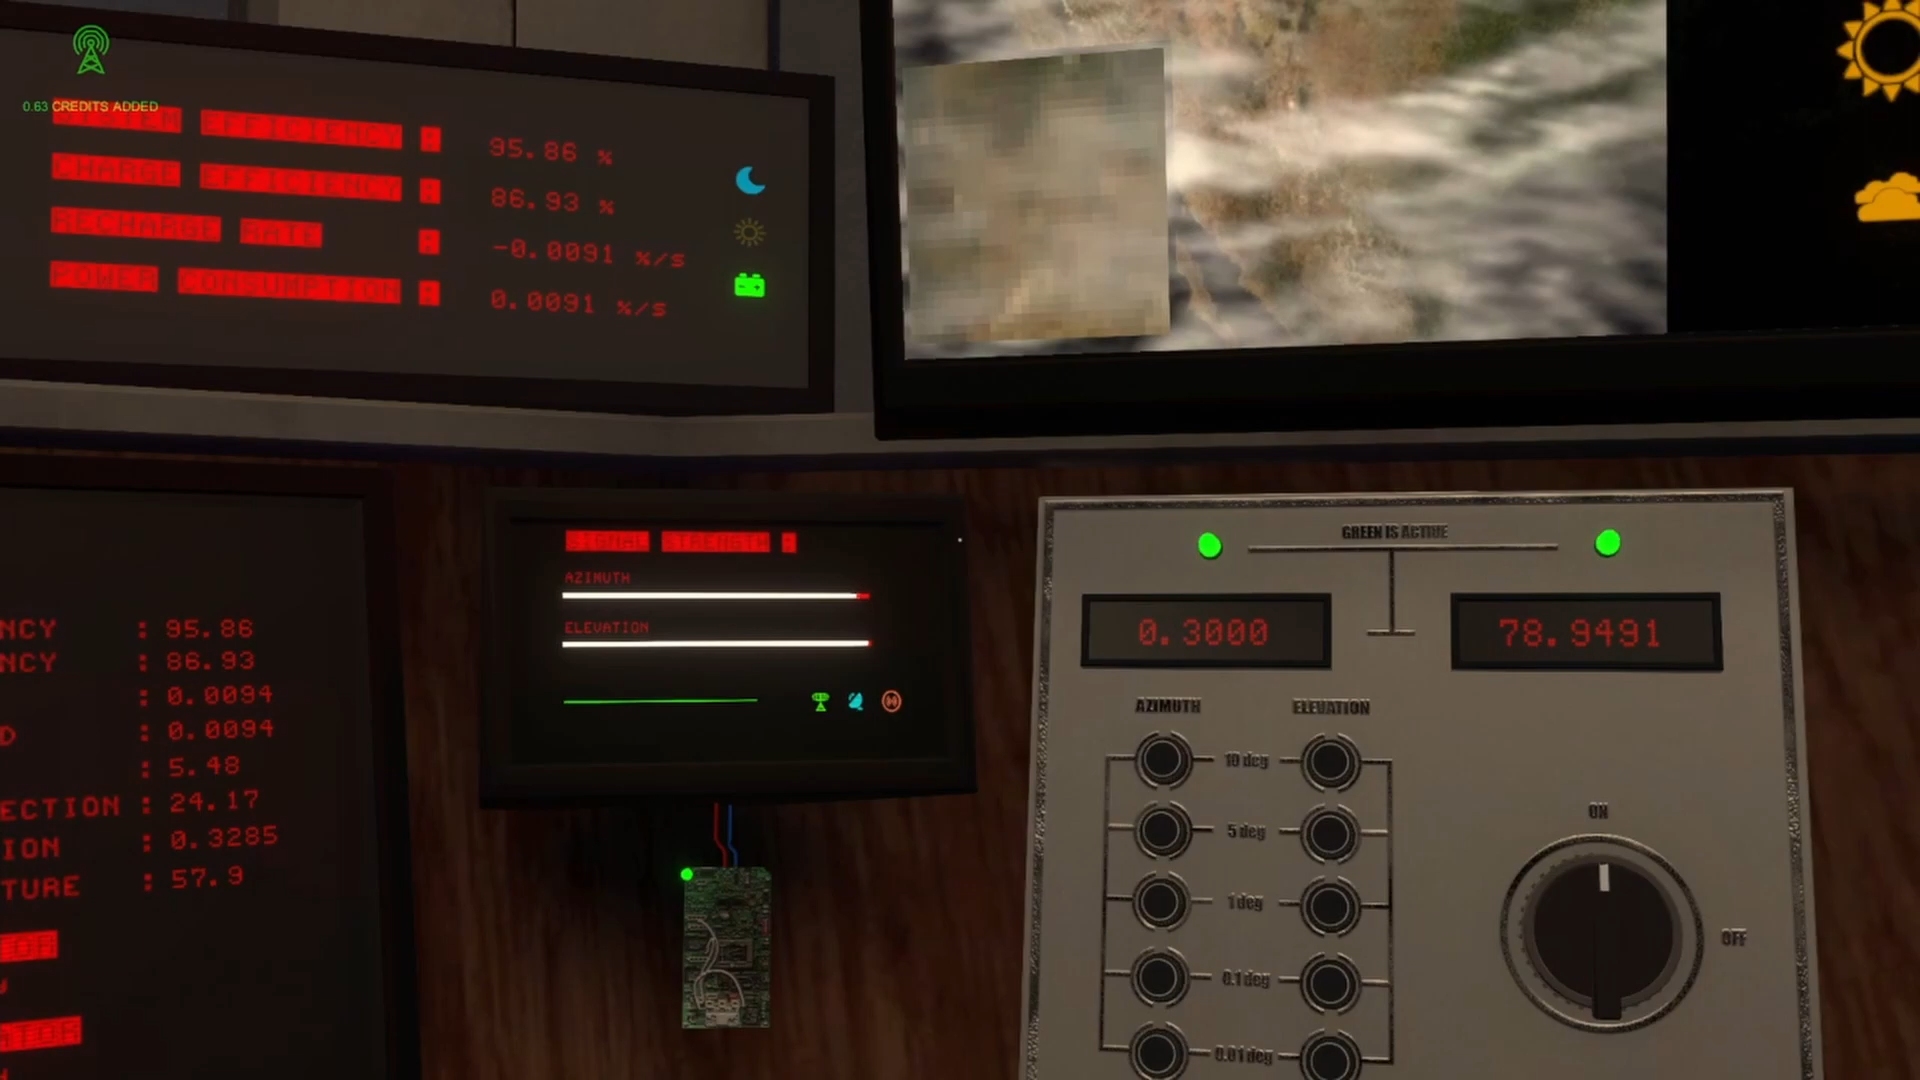 0.63 CREDITS ADDED
SYSTEM EFFICIENCY : 95.86 %
CHARGE EFFICIENCY : 86.93 %
RECHARGE RATE : -0.0091 %/s
POWER CONSUMPTION : 0.0091 %/s
NCY : 95.86
NCY : 86.93
: 0.0094
D : 0.0094
: 5.48
ECTION : 24.17
ION : 0.3285
TURE : 57.9
TOR
SIGNAL STRENGTH :
AZIMUTH
ELEVATION
GREEN IS ACTIVE
0.3000
78.9491
AZIMUTH ELEVATION
10 deg
5 deg
1 deg
0.1 deg
0.01 deg
ON
OFF